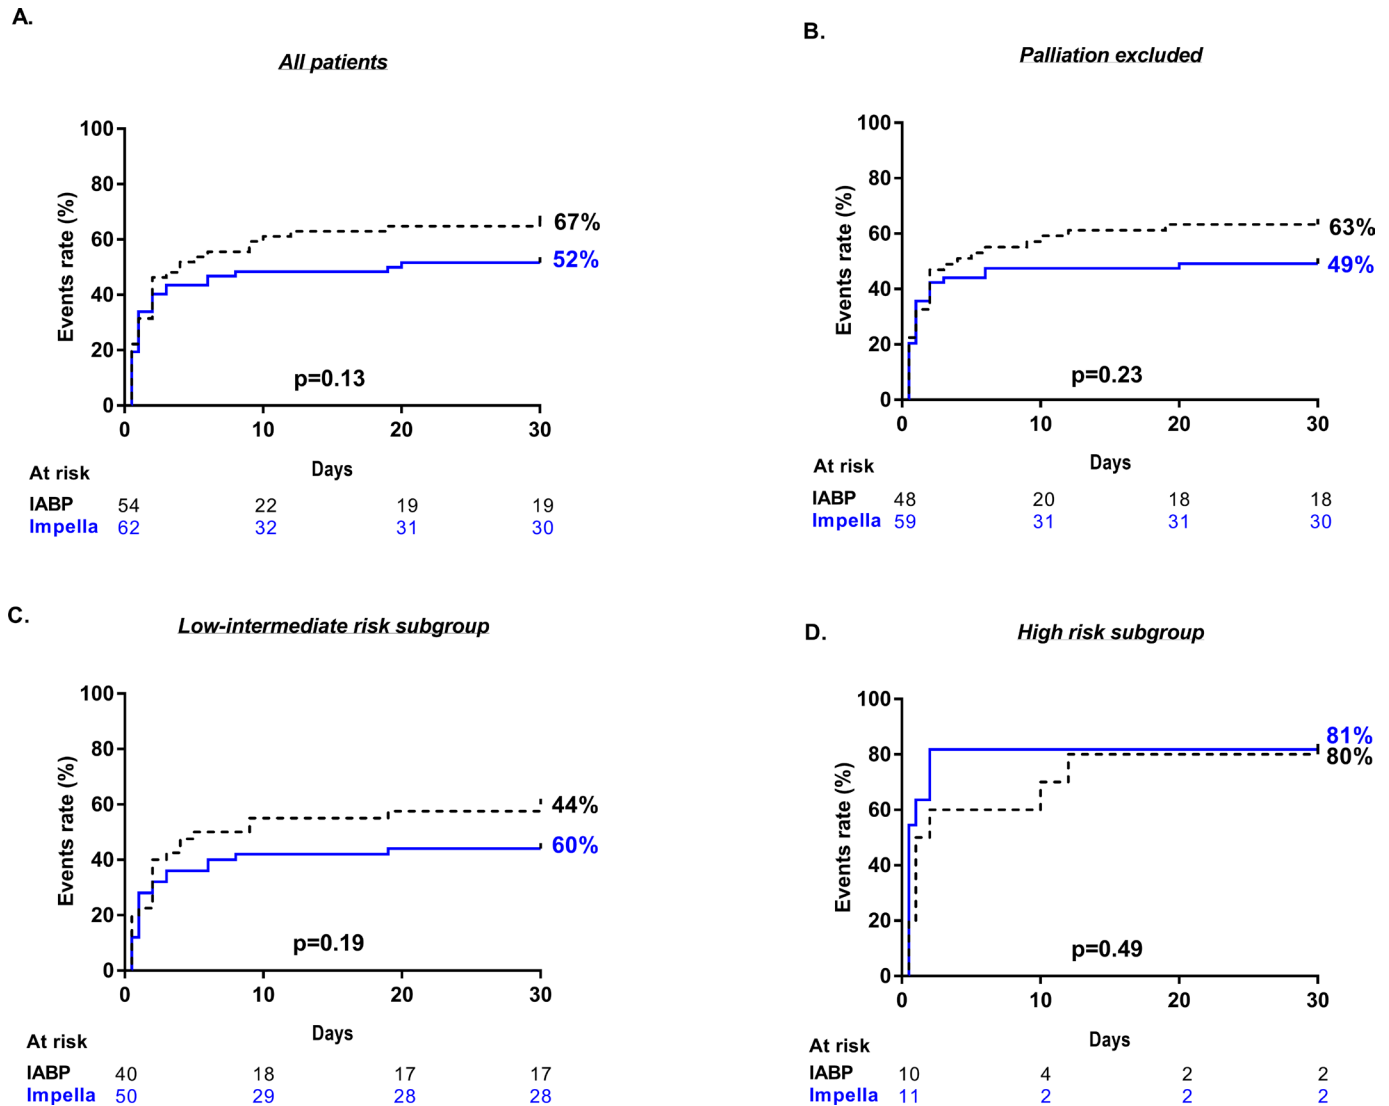 A.
All patients
100
80
60
40
20
0
Events rate (%)
67%
52%
p=0.13
0 10 20 30
Days
At risk
IABP 54 22 19 19
Impella 62 32 31 30
B.
Palliation excluded
100
80
60
40
20
0
Events rate (%)
63%
49%
p=0.23
0 10 20 30
Days
At risk
IABP 48 20 18 18
Impella 59 31 31 30
C.
Low-intermediate risk subgroup
100
80
60
40
20
0
Events rate (%)
44%
60%
p=0.19
0 10 20 30
Days
At risk
IABP 40 18 17 17
Impella 50 29 28 28
D.
High risk subgroup
100
80
60
40
20
0
Events rate (%)
81%
80%
p=0.49
0 10 20 30
Days
At risk
IABP 10 4 2 2
Impella 11 2 2 2